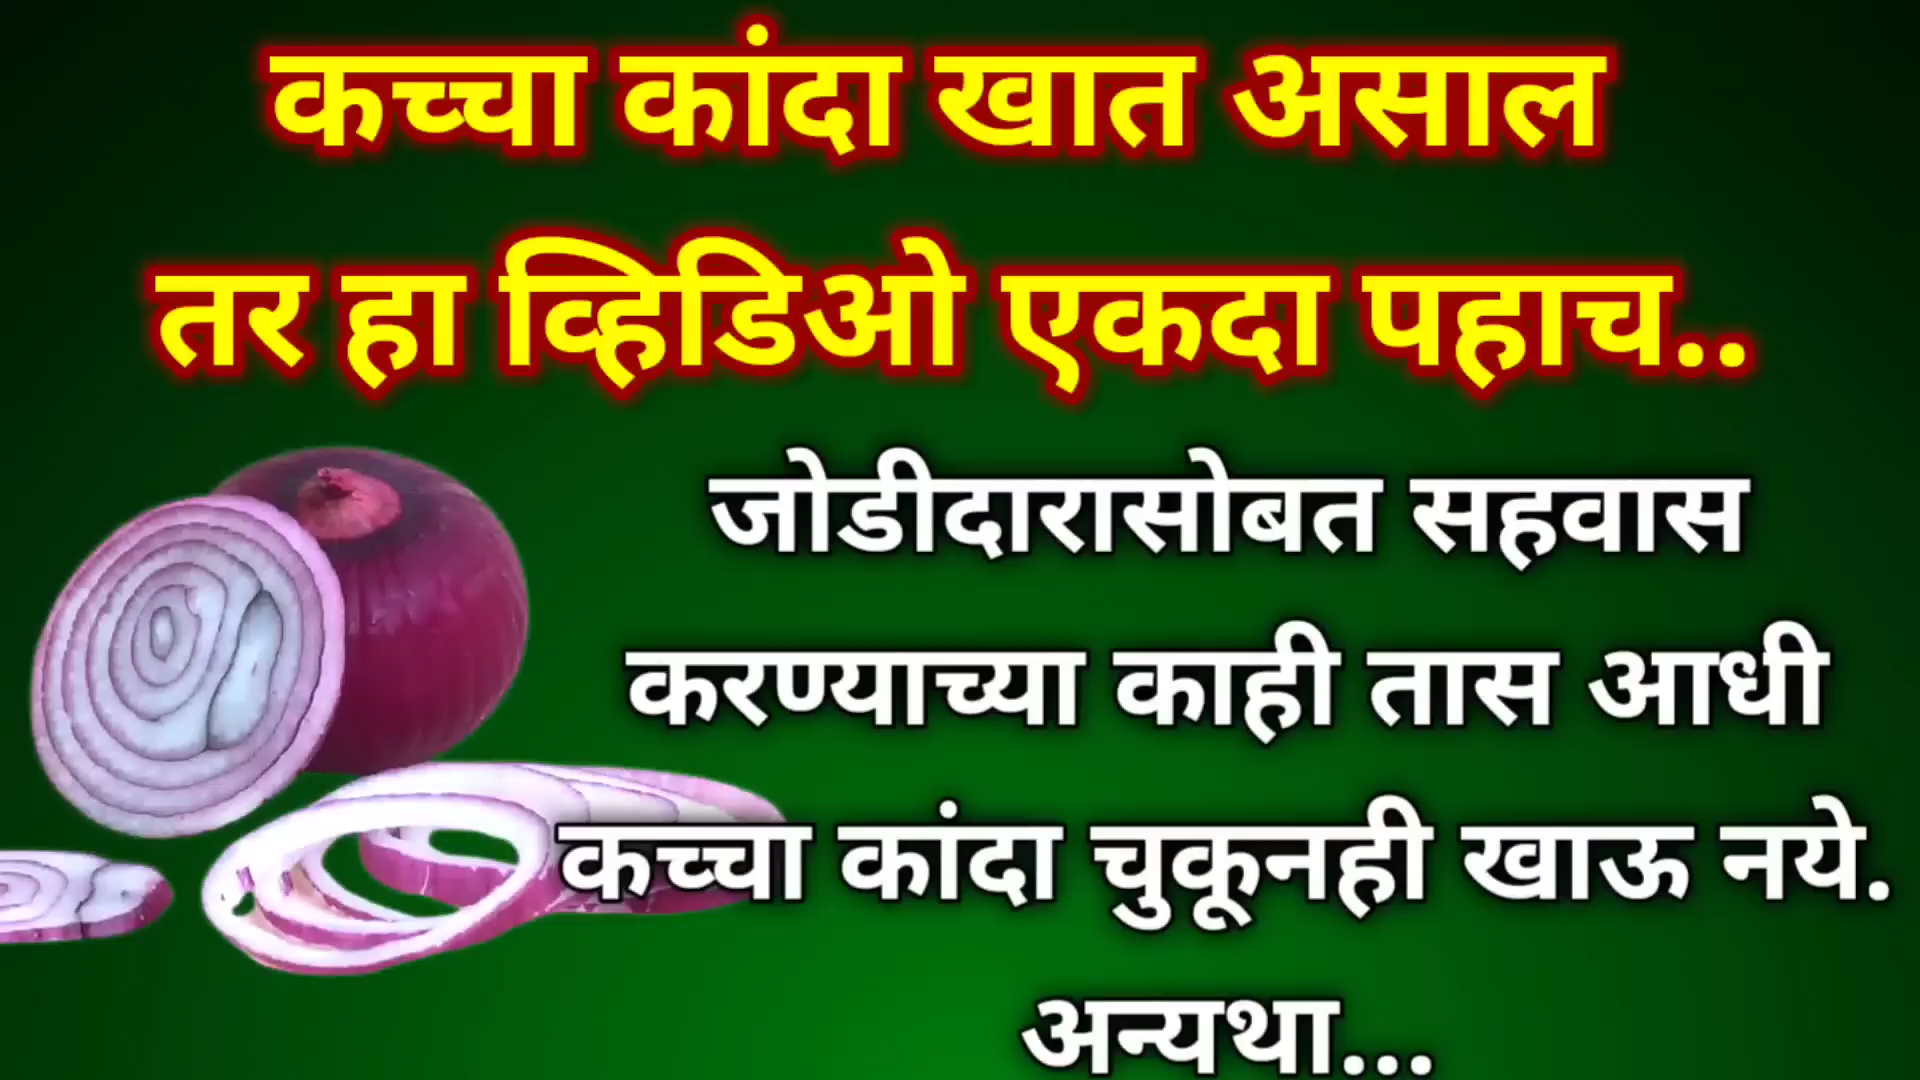 कच्चा कांदा खात असाल
तर हा व्हिडिओ एकदा पहाच..
जोडीदारासोबत सहवास
करण्याच्या काही तास आधी
कच्चा कांदा चुकूनही खाऊ नये.
अन्यथा...